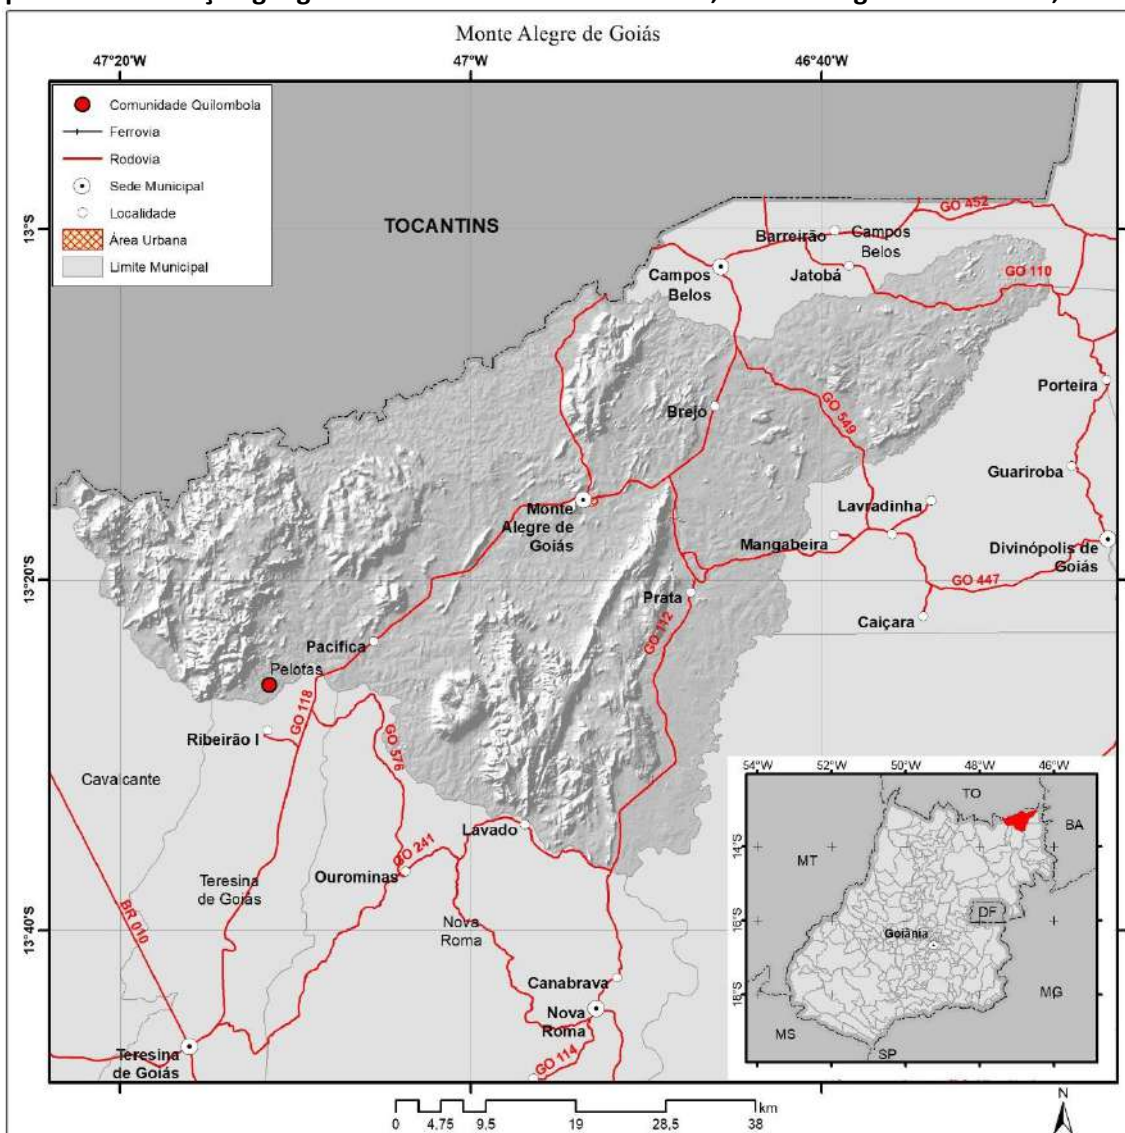 Monte Alegre de Goiás
47°20'W
47°W
46°40'W
Comunidade Quilombola
Ferrovia
Rodovia
Sede Municipal
Localidade
Área Urbana
Limite Municipal
TOCANTINS
13°S
GO 452
Barreirão
Campos
Belos
Campos
Belos
Jatobá
GO 110
Porteira
Brejo
GO 549
Guariroba
Lavradinha
Monte
Alegre de
Goiás
Mangabeira
Divinópolis de
Goiás
13°20'S
Prata
GO 447
Caiçara
GO 112
Pacifica
Pelotas
GO 118
Ribeirão I
GO 576
Cavalcante
Lavado
GO 241
Ourominas
Teresina
de Goiás
BR 010
Nova
Roma
13°40'S
Canabrava
Nova
Roma
GO 114
Teresina
de Goiás
54°W
52°W
50°W
48°W
46°W
TO
BA
14°S
MT
DF
16°S
Goiânia
18°S
MG
MS
SP
km
0
4,75
9,5
19
28,5
38
N